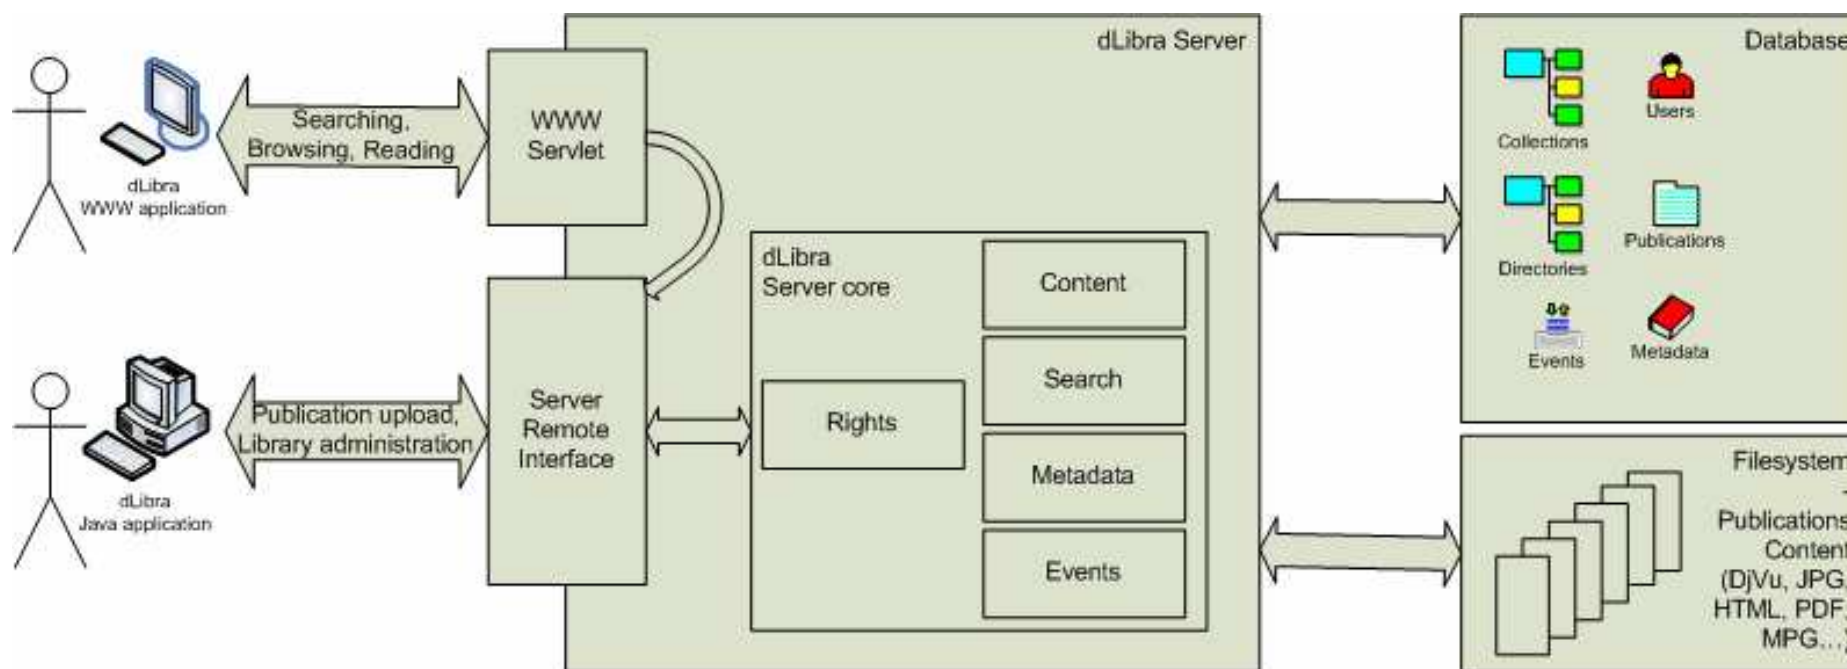 dLibra Server
Database
WWW
Servlet
Searching,
Browsing, Reading
dLibra
WWW application
Collections
Users
Directories
Publications
Events
Metadata
dLibra
Server core
Content
Search
Rights
Metadata
Events
Server
Remote
Interface
Publication upload,
Library administration
dLibra
Java application
Filesystem
-
Publications
Content
(DjVu, JPG,
HTML, PDF,
MPG...)